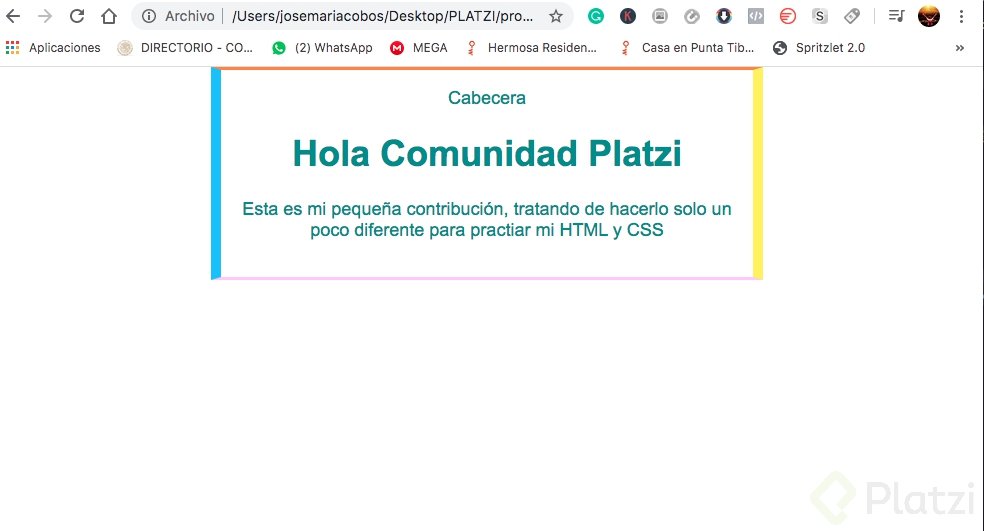 Archivo /Users/josemariacobos/Desktop/PLATZI/pro...
Aplicaciones DIRECTORIO - CO... (2) WhatsApp MEGA Hermosa Residen... Casa en Punta Tib... Spritzlet 2.0 »
Cabecera
Hola Comunidad Platzi
Esta es mi pequeña contribución, tratando de hacerlo solo un
poco diferente para practiar mi HTML y CSS
Platzi